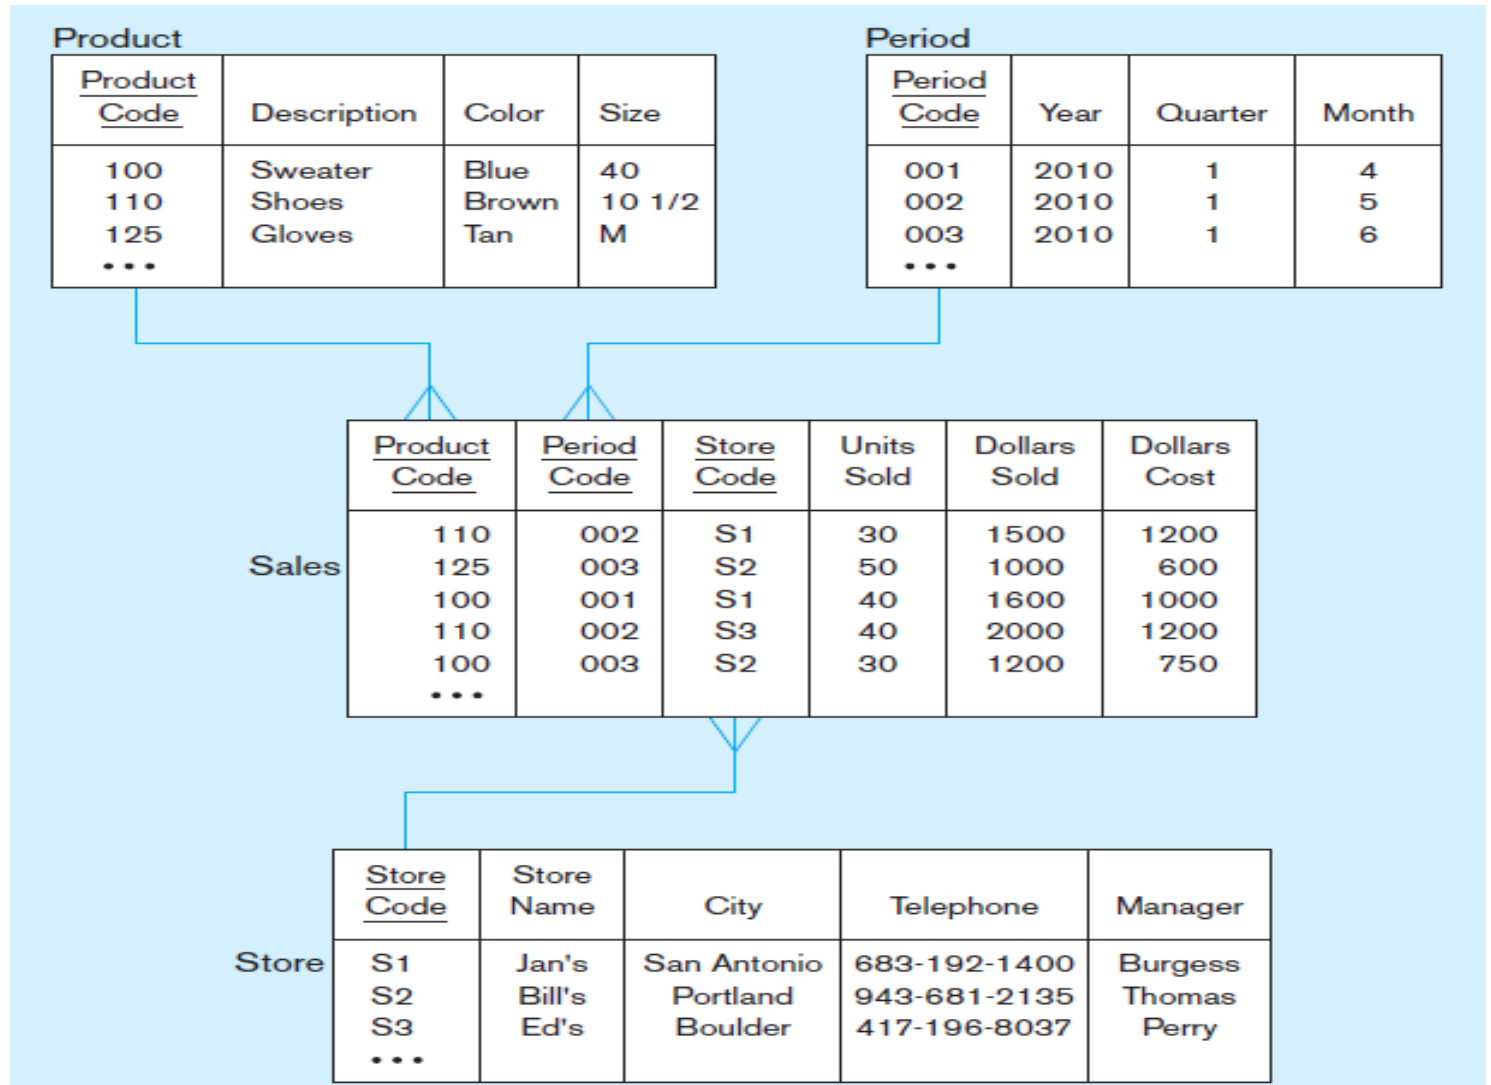 Product
Product Code Description Color Size
100 Sweater Blue 40
110 Shoes Brown 10 1/2
125 Gloves Tan M
•••
Period
Period Code Year Quarter Month
001 2010 1 4
002 2010 1 5
003 2010 1 6
•••
Sales
Product Code Period Code Store Code Units Sold Dollars Sold Dollars Cost
110 002 S1 30 1500 1200
125 003 S2 50 1000 600
100 001 S1 40 1600 1000
110 002 S3 40 2000 1200
100 003 S2 30 1200 750
•••
Store
Store Code Store Name City Telephone Manager
S1 Jan's San Antonio 683-192-1400 Burgess
S2 Bill's Portland 943-681-2135 Thomas
S3 Ed's Boulder 417-196-8037 Perry
•••